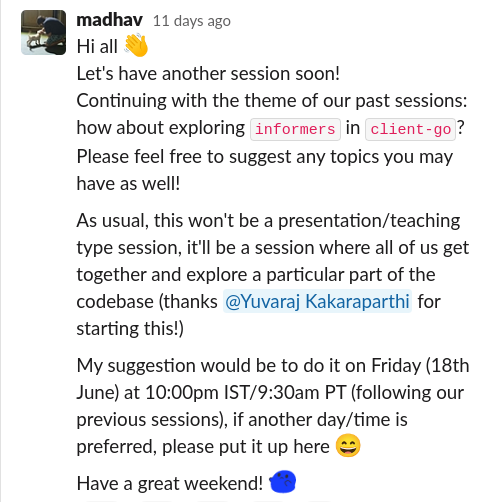 madhav 11 days ago
Hi all 👋
Let's have another session soon!
Continuing with the theme of our past sessions:
how about exploring informers in client-go?
Please feel free to suggest any topics you may
have as well!
As usual, this won't be a presentation/teaching
type session, it'll be a session where all of us get
together and explore a particular part of the
codebase (thanks @Yuvaraj Kakaraparthi for
starting this!)
My suggestion would be to do it on Friday (18th
June) at 10:00pm IST/9:30am PT (following our
previous sessions), if another day/time is
preferred, please put it up here 😄
Have a great weekend!